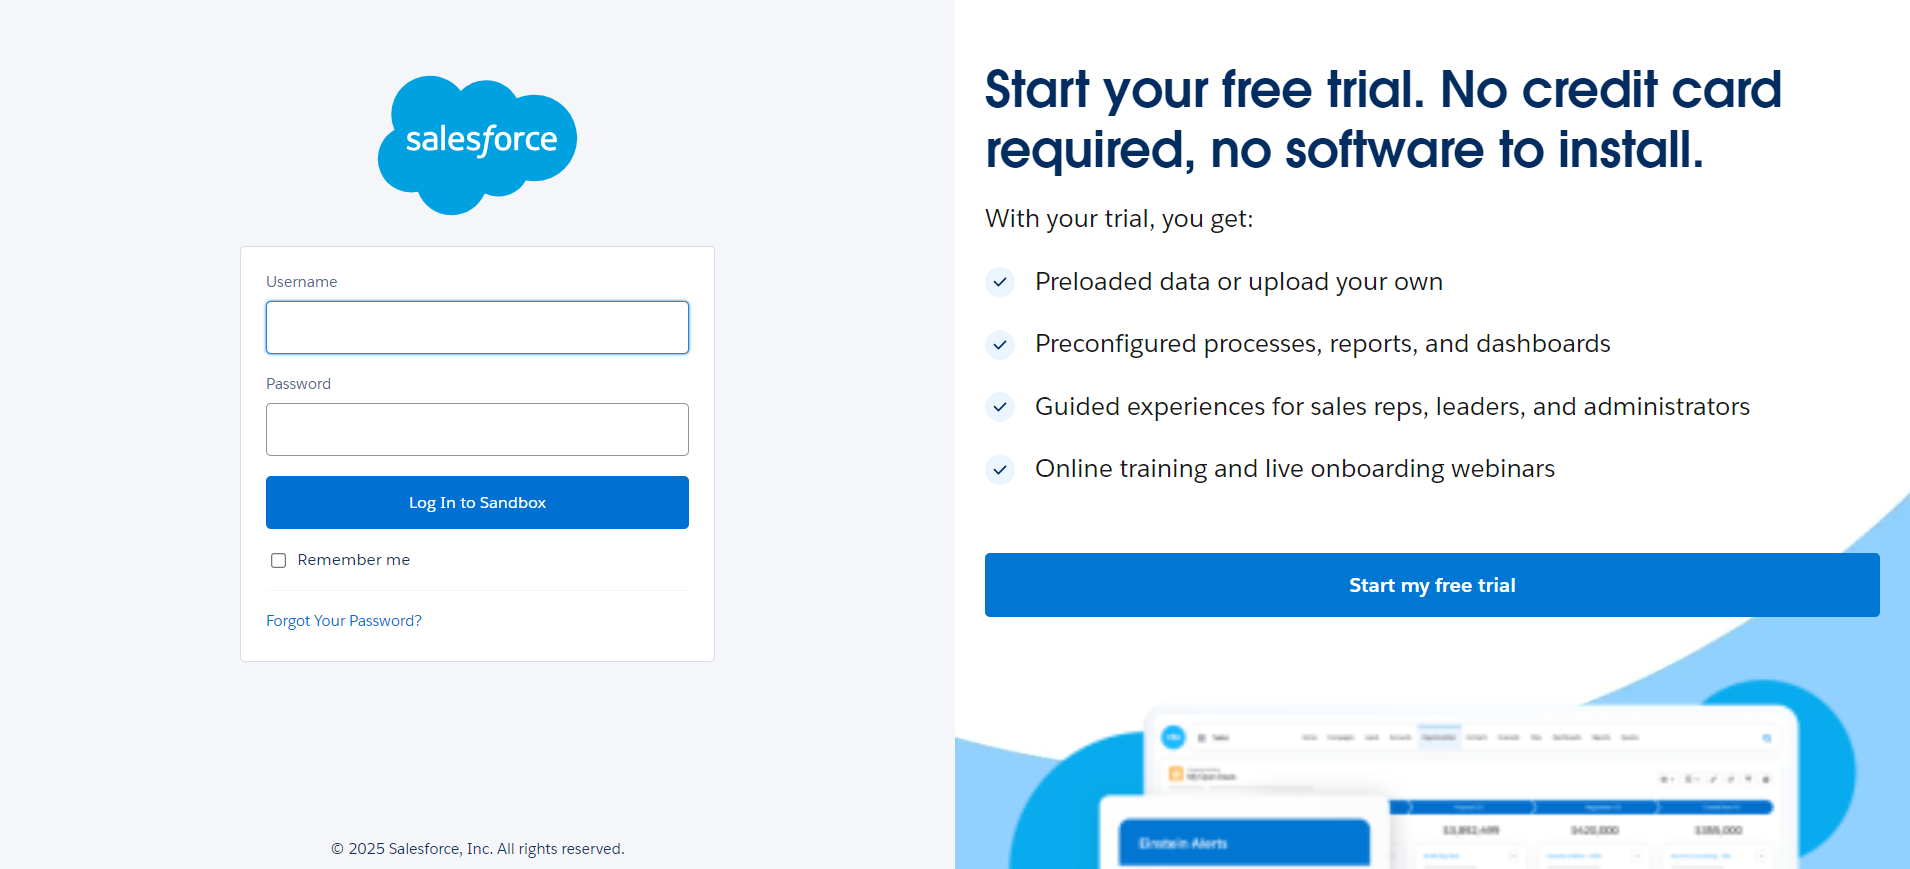 salesforce
Username
Password
Log In to Sandbox
Remember me
Forgot Your Password?
© 2025 Salesforce, Inc. All rights reserved.
Start your free trial. No credit card
required, no software to install.
With your trial, you get:
Preloaded data or upload your own
Preconfigured processes, reports, and dashboards
Guided experiences for sales reps, leaders, and administrators
Online training and live onboarding webinars
Start my free trial
Einstein Alerts